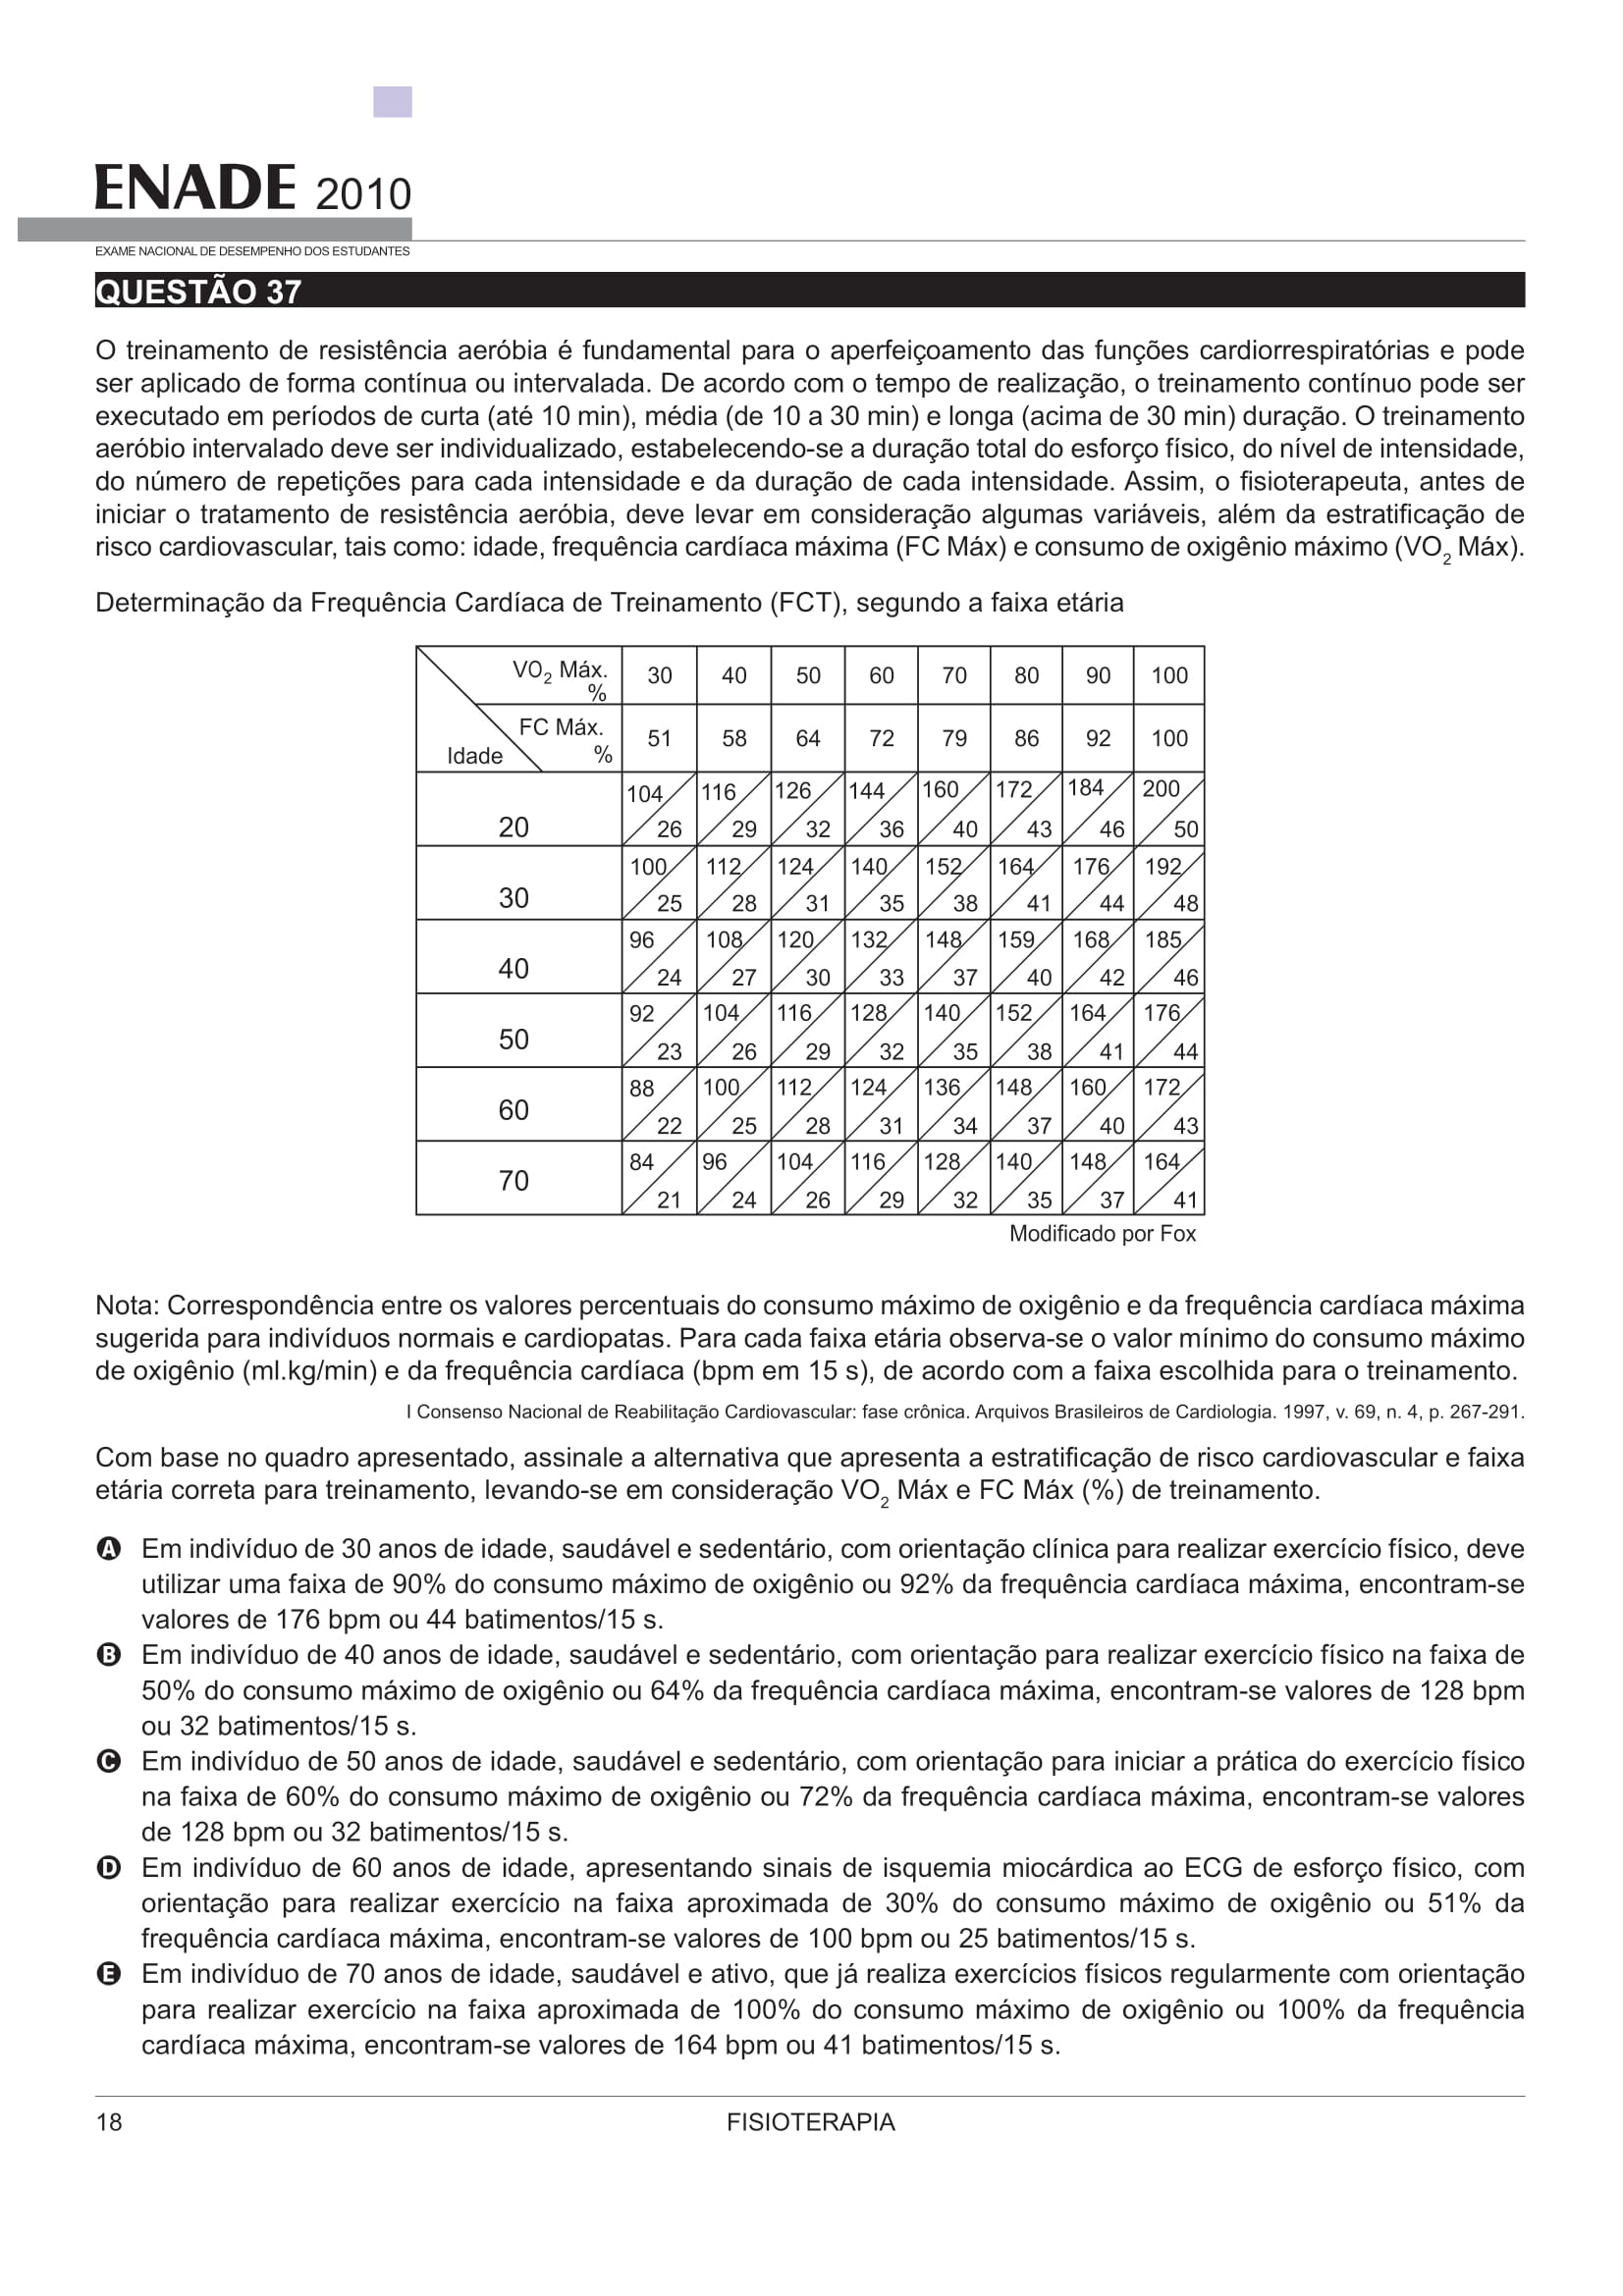 ENADE 2010
EXAME NACIONAL DE DESEMPENHO DOS ESTUDANTES
QUESTÃO 37
O treinamento de resistência aeróbia é fundamental para o aperfeiçoamento das funções cardiorrespiratórias e pode
ser aplicado de forma contínua ou intervalada. De acordo com o tempo de realização, o treinamento contínuo pode ser
executado em períodos de curta (até 10 min), média (de 10 a 30 min) e longa (acima de 30 min) duração. O treinamento
aeróbio intervalado deve ser individualizado, estabelecendo-se a duração total do esforço físico, do nível de intensidade,
do número de repetições para cada intensidade e da duração de cada intensidade. Assim, o fisioterapeuta, antes de
iniciar o tratamento de resistência aeróbia, deve levar em consideração algumas variáveis, além da estratificação de
risco cardiovascular, tais como: idade, frequência cardíaca máxima (FC Máx) e consumo de oxigênio máximo (VO2 Máx).
Determinação da Frequência Cardíaca de Treinamento (FCT), segundo a faixa etária
VO2 Máx. % 30 40 50 60 70 80 90 100
FC Máx. % 51 58 64 72 79 86 92 100
Idade
104 116 126 144 160 172 184 200
20 26 29 32 36 40 43 46 50
100 112 124 140 152 164 176 192
30 25 28 31 35 38 41 44 48
96 108 120 132 148 159 168 185
40 24 27 30 33 37 40 42 46
92 104 116 128 140 152 164 176
50 23 26 29 32 35 38 41 44
88 100 112 124 136 148 160 172
60 22 25 28 31 34 37 40 43
84 96 104 116 128 140 148 164
70 21 24 26 29 32 35 37 41
Modificado por Fox
Nota: Correspondência entre os valores percentuais do consumo máximo de oxigênio e da frequência cardíaca máxima
sugerida para indivíduos normais e cardiopatas. Para cada faixa etária observa-se o valor mínimo do consumo máximo
de oxigênio (ml.kg/min) e da frequência cardíaca (bpm em 15 s), de acordo com a faixa escolhida para o treinamento.
I Consenso Nacional de Reabilitação Cardiovascular: fase crônica. Arquivos Brasileiros de Cardiologia. 1997, v. 69, n. 4, p. 267-291.
Com base no quadro apresentado, assinale a alternativa que apresenta a estratificação de risco cardiovascular e faixa
etária correta para treinamento, levando-se em consideração VO2 Máx e FC Máx (%) de treinamento.
A Em indivíduo de 30 anos de idade, saudável e sedentário, com orientação clínica para realizar exercício físico, deve
utilizar uma faixa de 90% do consumo máximo de oxigênio ou 92% da frequência cardíaca máxima, encontram-se
valores de 176 bpm ou 44 batimentos/15 s.
B Em indivíduo de 40 anos de idade, saudável e sedentário, com orientação para realizar exercício físico na faixa de
50% do consumo máximo de oxigênio ou 64% da frequência cardíaca máxima, encontram-se valores de 128 bpm
ou 32 batimentos/15 s.
C Em indivíduo de 50 anos de idade, saudável e sedentário, com orientação para iniciar a prática do exercício físico
na faixa de 60% do consumo máximo de oxigênio ou 72% da frequência cardíaca máxima, encontram-se valores
de 128 bpm ou 32 batimentos/15 s.
D Em indivíduo de 60 anos de idade, apresentando sinais de isquemia miocárdica ao ECG de esforço físico, com
orientação para realizar exercício na faixa aproximada de 30% do consumo máximo de oxigênio ou 51% da
frequência cardíaca máxima, encontram-se valores de 100 bpm ou 25 batimentos/15 s.
E Em indivíduo de 70 anos de idade, saudável e ativo, que já realiza exercícios físicos regularmente com orientação
para realizar exercício na faixa aproximada de 100% do consumo máximo de oxigênio ou 100% da frequência
cardíaca máxima, encontram-se valores de 164 bpm ou 41 batimentos/15 s.
18 FISIOTERAPIA